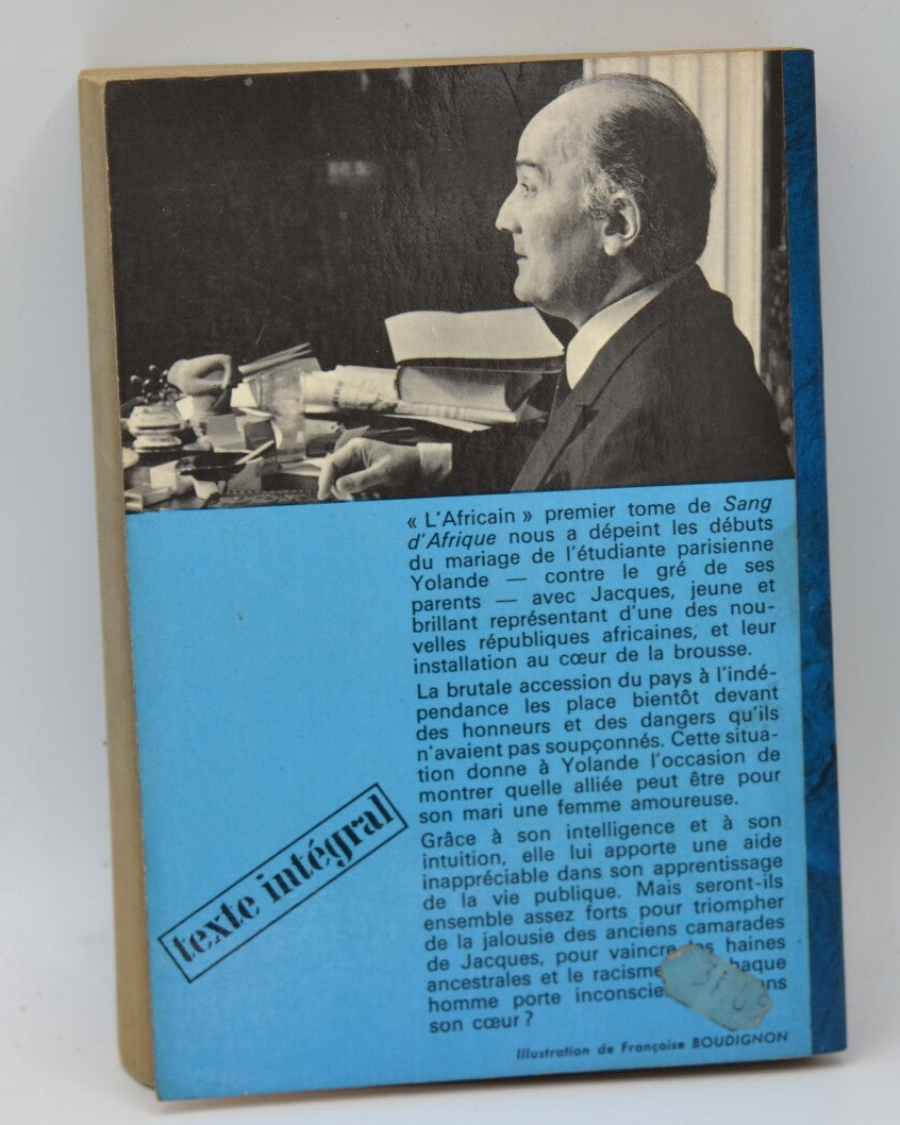 « L'Africain » premier tome de Sang
d'Afrique nous a dépeint les débuts
du mariage de l'étudiante parisienne
Yolande — contre le gré de ses
parents — avec Jacques, jeune et
brillant représentant d'une des nou-
velles républiques africaines, et leur
installation au cœur de la brousse.
La brutale accession du pays à l'indé-
pendance les place bientôt devant
des honneurs et des dangers qu'ils
n'avaient pas soupçonnés. Cette situa-
tion donne à Yolande l'occasion de
montrer quelle alliée peut être pour
son mari une femme amoureuse.
Grâce à son intelligence et à son
intuition, elle lui apporte une aide
inappréciable dans son apprentissage
de la vie publique. Mais seront-ils
ensemble assez forts pour triompher
de la jalousie des anciens camarades
de Jacques, pour vaincre haines
ancestrales et le racisme
homme porte
son cœur ?
texte intégral
Illustration de Françoise BOUDIGNON